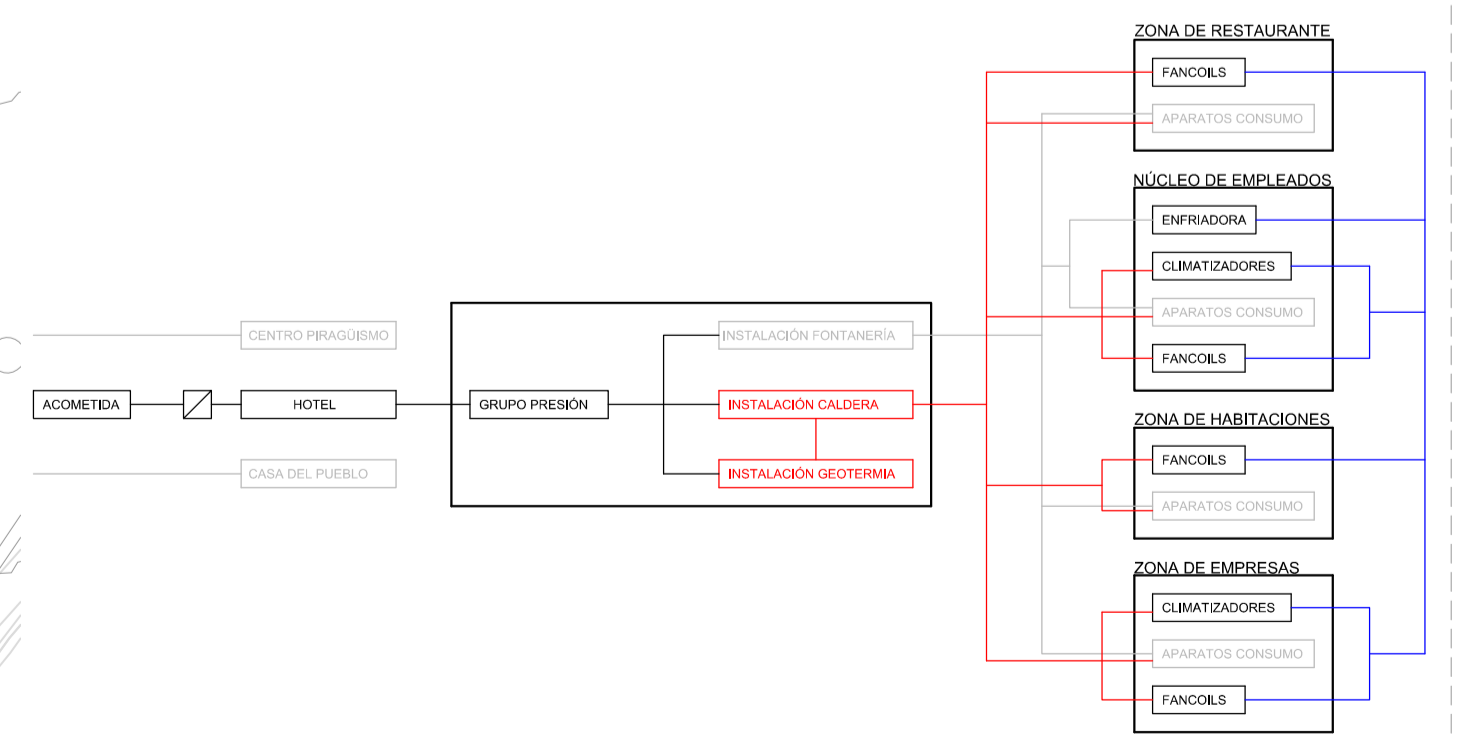 CENTRO PIRAGÜISMO
ACOMETIDA
HOTEL
CASA DEL PUEBLO
GRUPO PRESIÓN
INSTALACIÓN FONTANERÍA
INSTALACIÓN CALDERA
INSTALACIÓN GEOTERMIA
ZONA DE RESTAURANTE
FANCOILS
APARATOS CONSUMO
NÚCLEO DE EMPLEADOS
ENFRIADORA
CLIMATIZADORES
APARATOS CONSUMO
FANCOILS
ZONA DE HABITACIONES
FANCOILS
APARATOS CONSUMO
ZONA DE EMPRESAS
CLIMATIZADORES
APARATOS CONSUMO
FANCOILS